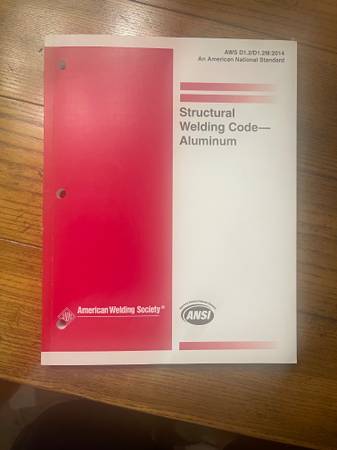 AWS D1.2/D1.2M:2014
An American National Standard
Structural
Welding Code—
Aluminum
American Welding Society®
ANSI